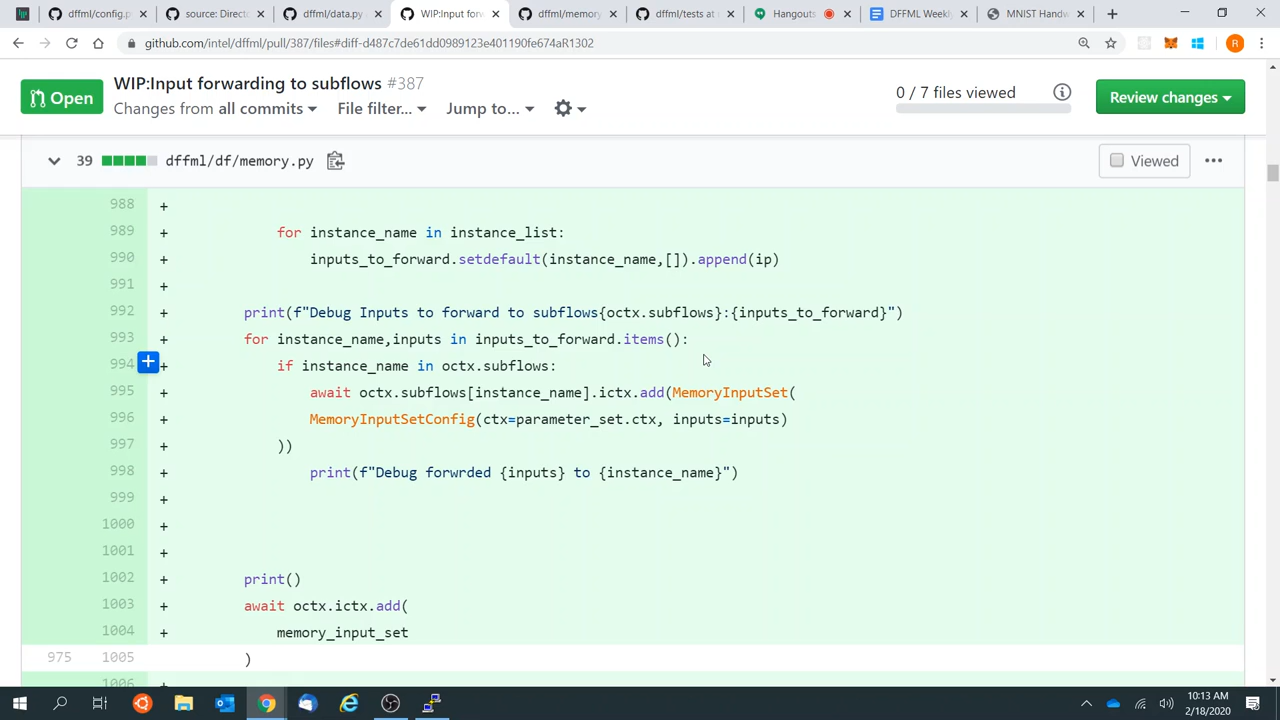 dffml/config.p
source: Direct
dffml/data.py
WIP:Input forw
dffml/memory
dffml/tests at
Hangouts
DFFML Weekly
MNIST Handw
github.com/intel/dffml/pull/387/files#diff-d487c7de61dd0989123e401190fe674aR1302
R
Open
WIP:Input forwarding to subflows #387
Changes from all commits
File filter...
Jump to...
0 / 7 files viewed
Review changes
39
dffml/df/memory.py
Viewed
988 +
989 + for instance_name in instance_list:
990 + inputs_to_forward.setdefault(instance_name,[]).append(ip)
991 +
992 + print(f"Debug Inputs to forward to subflows{octx.subflows}:{inputs_to_forward}")
993 + for instance_name,inputs in inputs_to_forward.items():
994 + if instance_name in octx.subflows:
995 + await octx.subflows[instance_name].ictx.add(MemoryInputSet(
996 + MemoryInputSetConfig(ctx=parameter_set.ctx, inputs=inputs)
997 + ))
998 + print(f"Debug forwrded {inputs} to {instance_name}")
999 +
1000 +
1001 +
1002 + print()
1003 + await octx.ictx.add(
1004 + memory_input_set
975 1005 )
1006 +
10:13 AM
2/18/2020